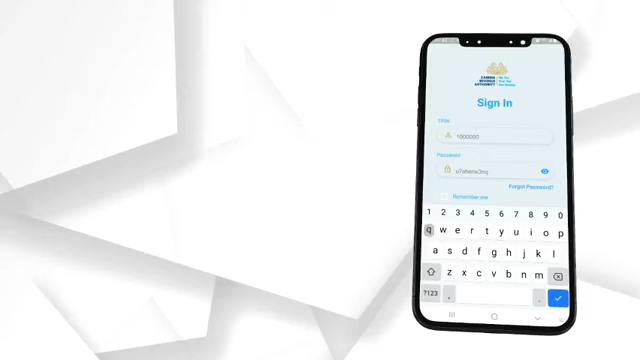 ZAMBIA
REVENUE
AUTHORITY
Sign In
TPIN
1000000
Password
Forgot Password?
Remember me
1 2 3 4 5 6 7 8 9 0
q w e r t y u i o p
a s d f g h j k l
z x c v b n m
?123 , .